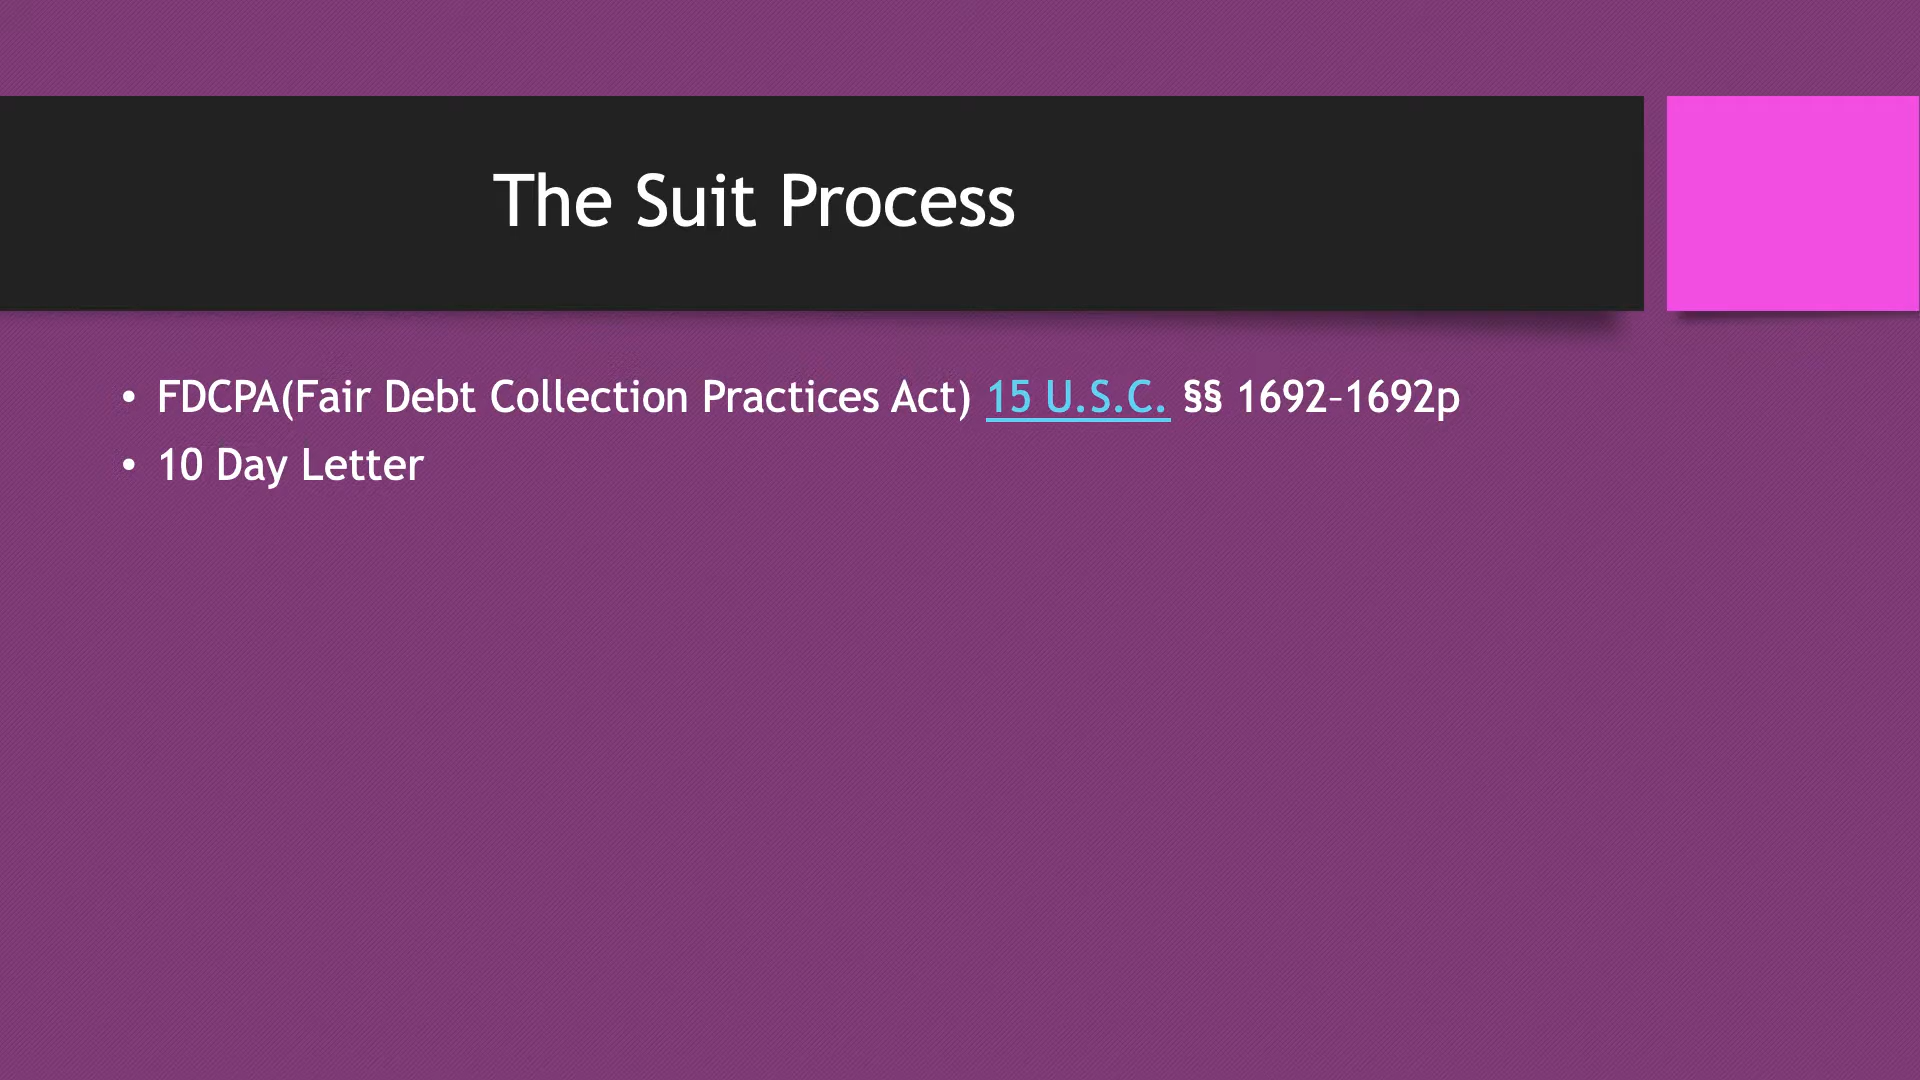 The Suit Process
• FDCPA(Fair Debt Collection Practices Act) 15 U.S.C. §§ 1692–1692p
• 10 Day Letter